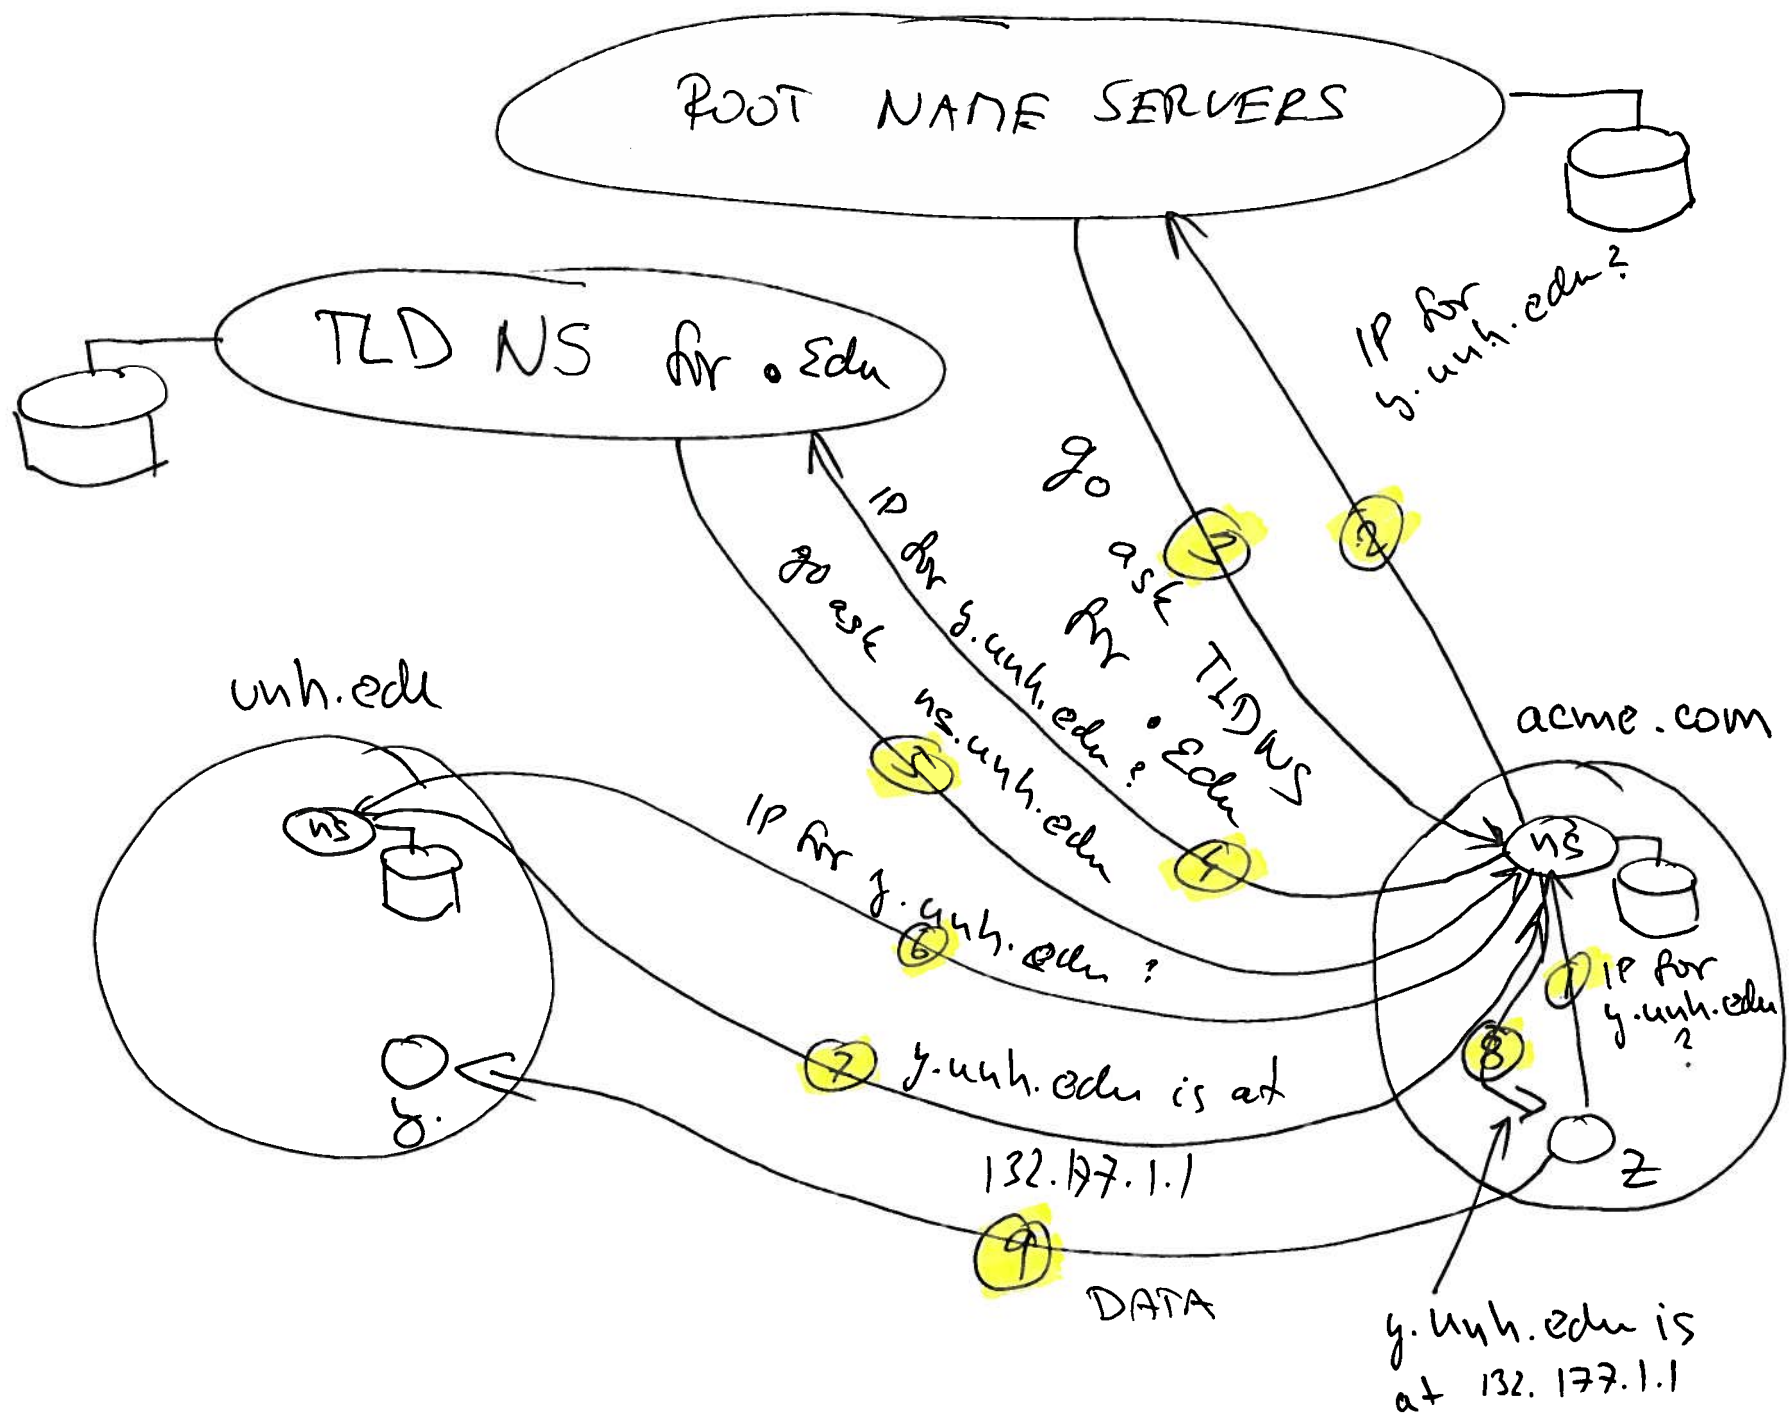 ROOT NAME SERVERS
TLD NS for .Edu
IP for
y.unh.edu?
2
3
go
ask
for TLD NS
.Edu
IP for y.unh.edu?
4
go ask
ns.unh.edu
5
unh.edu
acme.com
ns
ns
IP for
y.unh.edu?
6
1
IP for
y.unh.edu
?
8
7
y.unh.edu is at
132.177.1.1
y.
z
9
DATA
y.unh.edu is
at 132.177.1.1